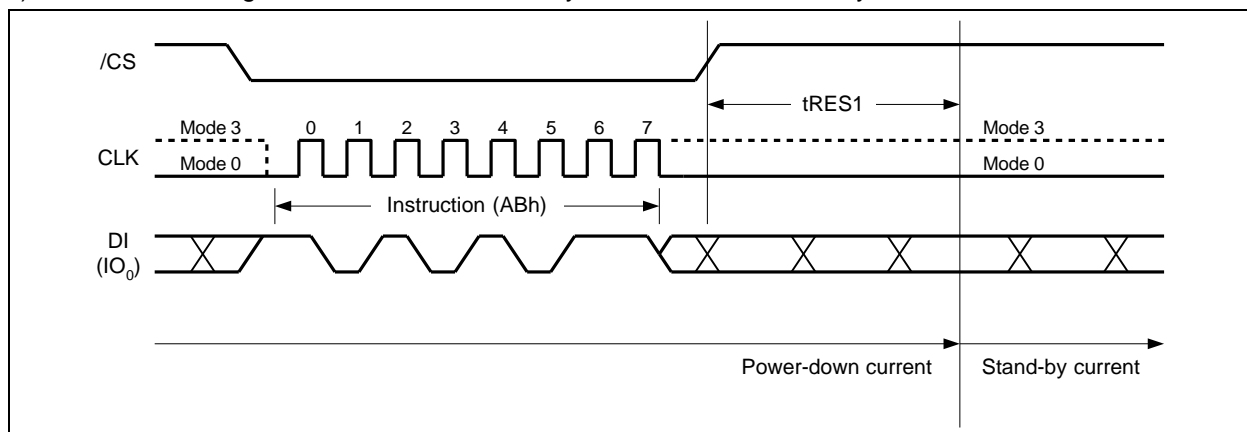 /CS
tRES1
Mode 3 0 1 2 3 4 5 6 7 Mode 3
CLK
Mode 0 Mode 0
Instruction (ABh)
DI
(IO0)
Power-down current Stand-by current